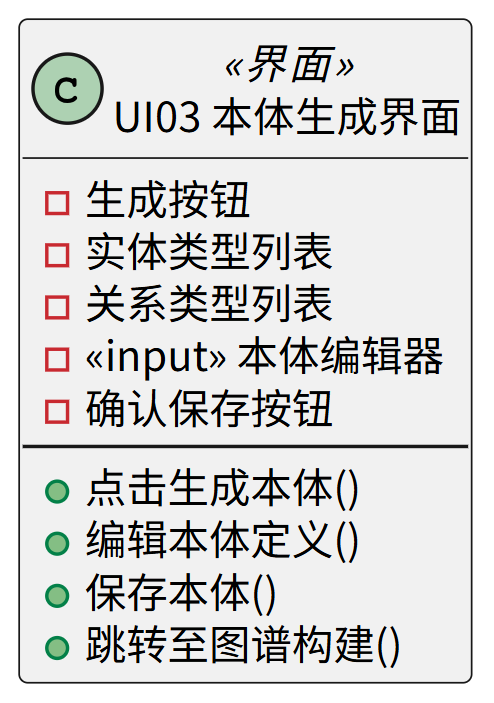 C
«界面»
UI03 本体生成界面
生成按钮
实体类型列表
关系类型列表
«input» 本体编辑器
确认保存按钮
点击生成本体()
编辑本体定义()
保存本体()
跳转至图谱构建()